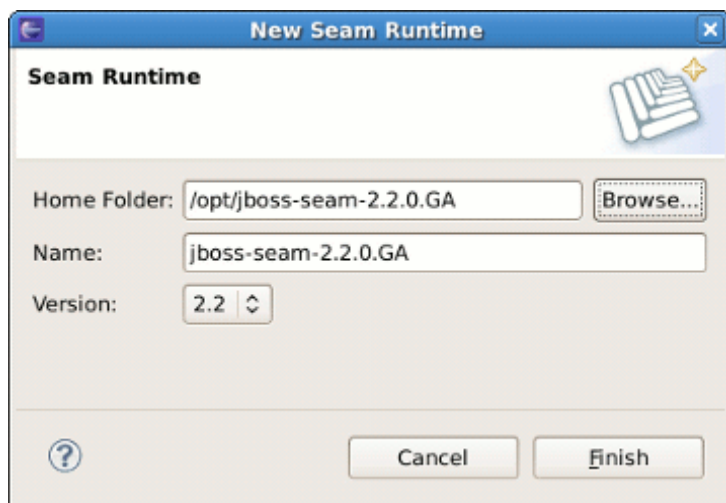 New Seam Runtime
Seam Runtime
Home Folder: /opt/jboss-seam-2.2.0.GA Browse...
Name: jboss-seam-2.2.0.GA
Version: 2.2
? Cancel Finish